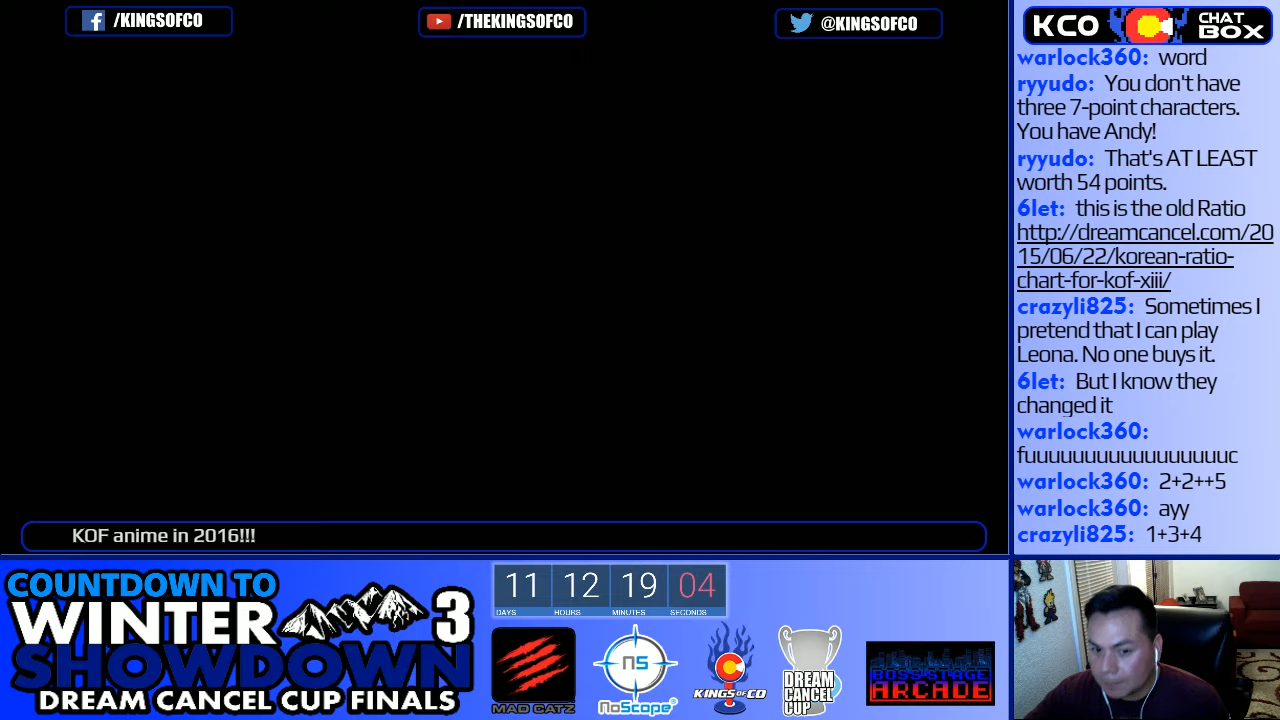 /KINGSOFCO
/THEKINGSOFCO
@KINGSOFCO
KCO
CHAT
BOX
warlock360: word
ryyudo: You don't have
three 7-point characters.
You have Andy!
ryyudo: That's AT LEAST
worth 54 points.
6let: this is the old Ratio
http://dreamcancel.com/20
15/06/22/korean-ratio-
chart-for-kof-xiii/
crazyli825: Sometimes I
pretend that I can play
Leona. No one buys it.
6let: But I know they
changed it
warlock360:
fuuuuuuuuuuuuuuuuc
warlock360: 2+2++5
warlock360: ayy
crazyli825: 1+3+4
KOF anime in 2016!!!
COUNTDOWN TO
WINTER 3
SHOWDOWN
DREAM CANCEL CUP FINALS
11 12 19 04
DAYS HOURS MINUTES SECONDS
MAD CATZ
NS
NoScope®
KINGS OF CO
DREAM
CANCEL
CUP
BOSS STAGE
ARCADE